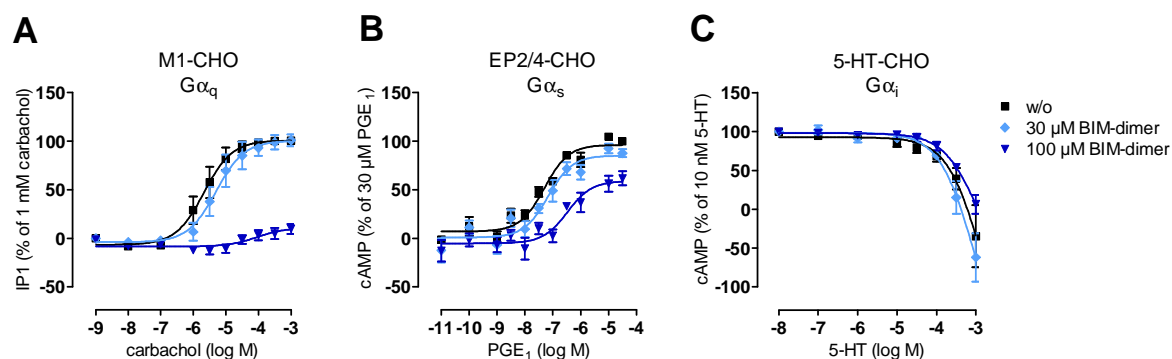 A
M1-CHO
Gαq
IP1 (% of 1 mM carbachol)
150
100
50
0
-50
-9 -8 -7 -6 -5 -4 -3
carbachol (log M)
B
EP2/4-CHO
Gαs
cAMP (% of 30 µM PGE1)
150
100
50
0
-50
-11 -10 -9 -8 -7 -6 -5 -4
PGE1 (log M)
C
5-HT-CHO
Gαi
cAMP (% of 10 nM 5-HT)
150
100
50
0
-50
-100
-8 -7 -6 -5 -4 -3
5-HT (log M)
w/o
30 µM BIM-dimer
100 µM BIM-dimer